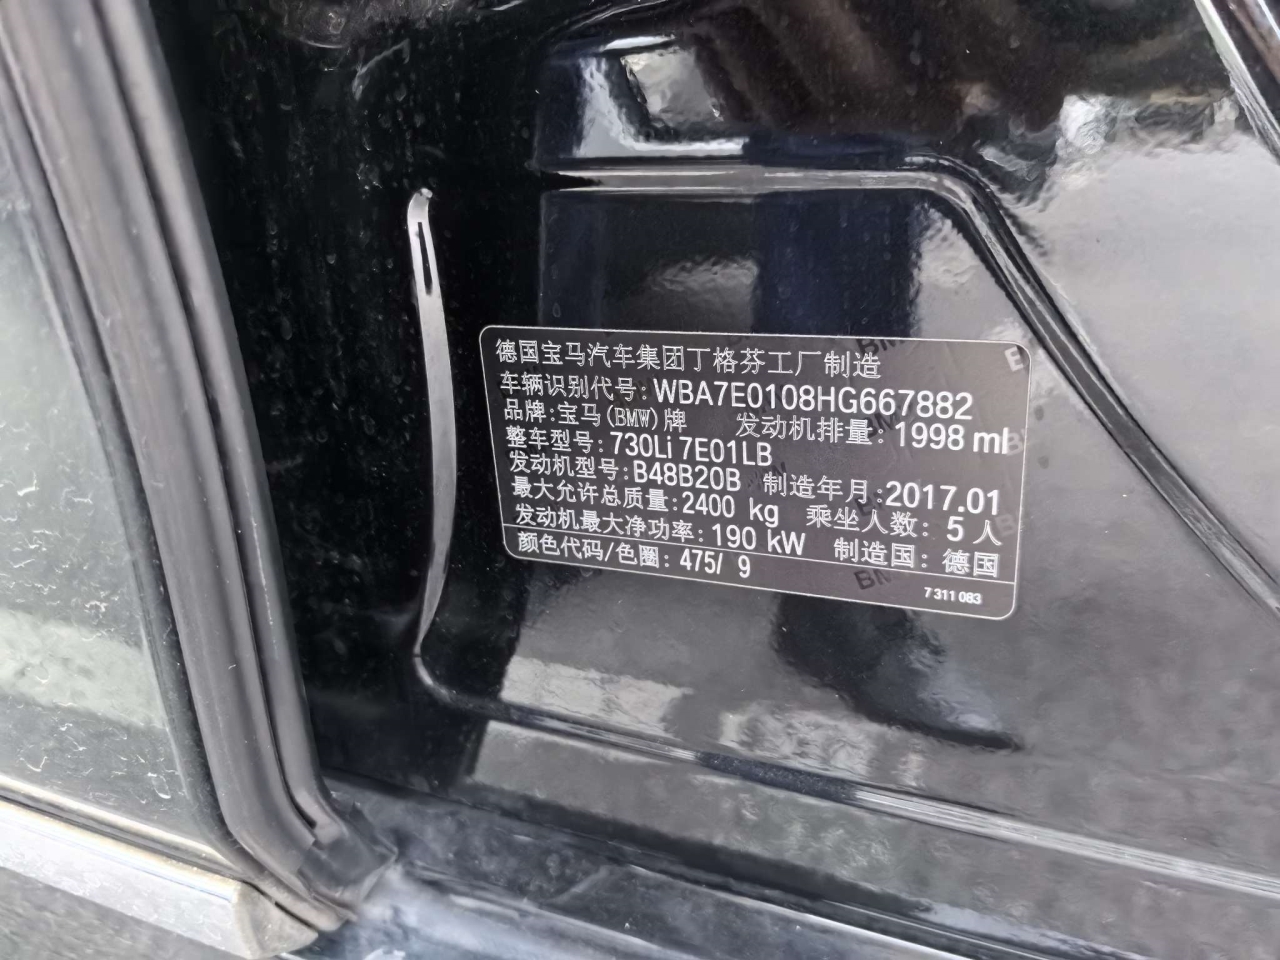 德国宝马汽车集团丁格芬工厂制造
车辆识别代号: WBA7E0108HG667882
品牌:宝马(BMW)牌 发动机排量: 1998 ml
整车型号: 730Li 7E01LB
发动机型号: B48B20B 制造年月:2017.01
最大允许总质量: 2400 kg 乘坐人数: 5 人
发动机最大净功率: 190 kW 制造国: 德国
颜色代码/色圈: 475/ 9
7 311 083